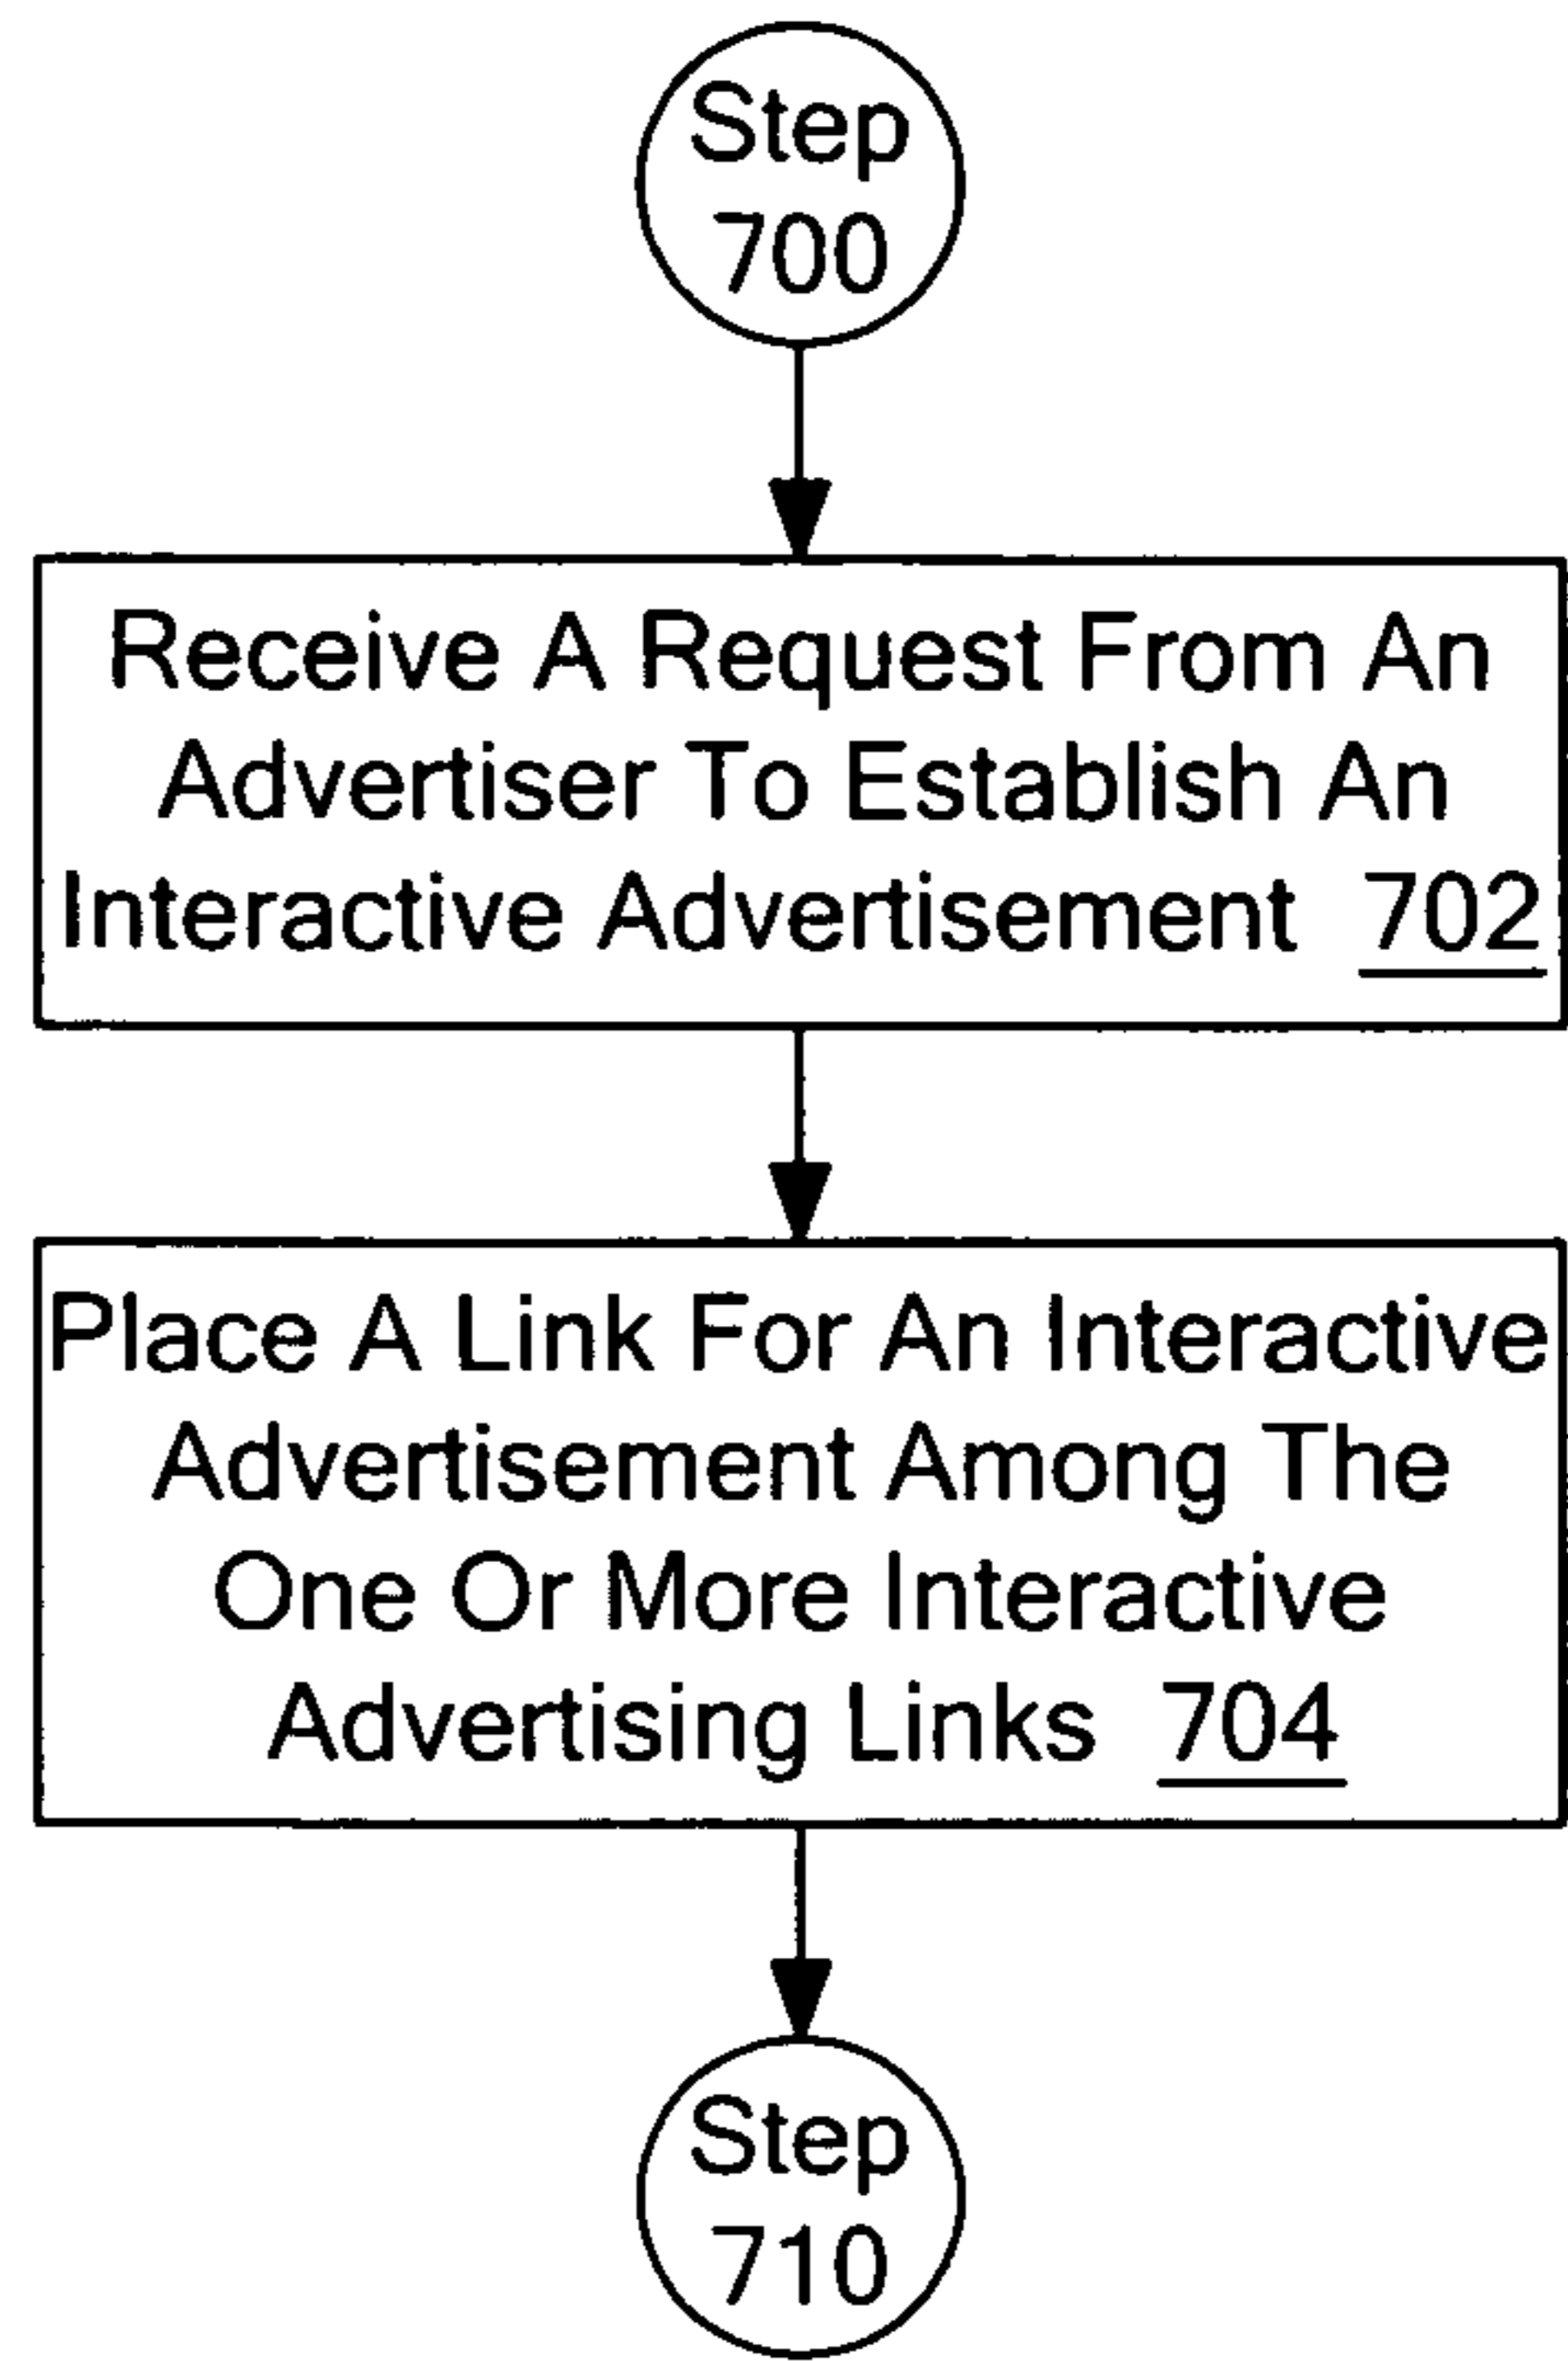 Step
700
Receive A Request From An
Advertiser To Establish An
Interactive Advertisement 702
Place A Link For An Interactive
Advertisement Among The
One Or More Interactive
Advertising Links 704
Step
710